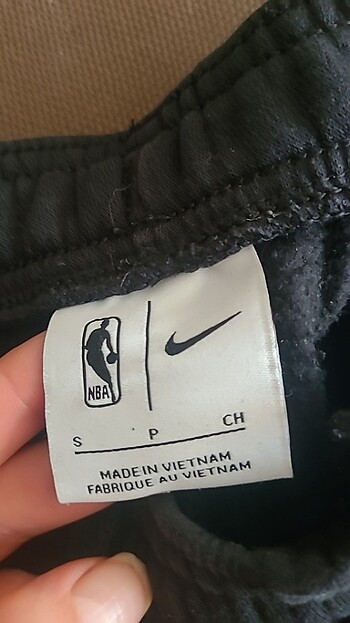 NBA
S P CH
MADE IN VIETNAM
FABRIQUE AU VIETNAM